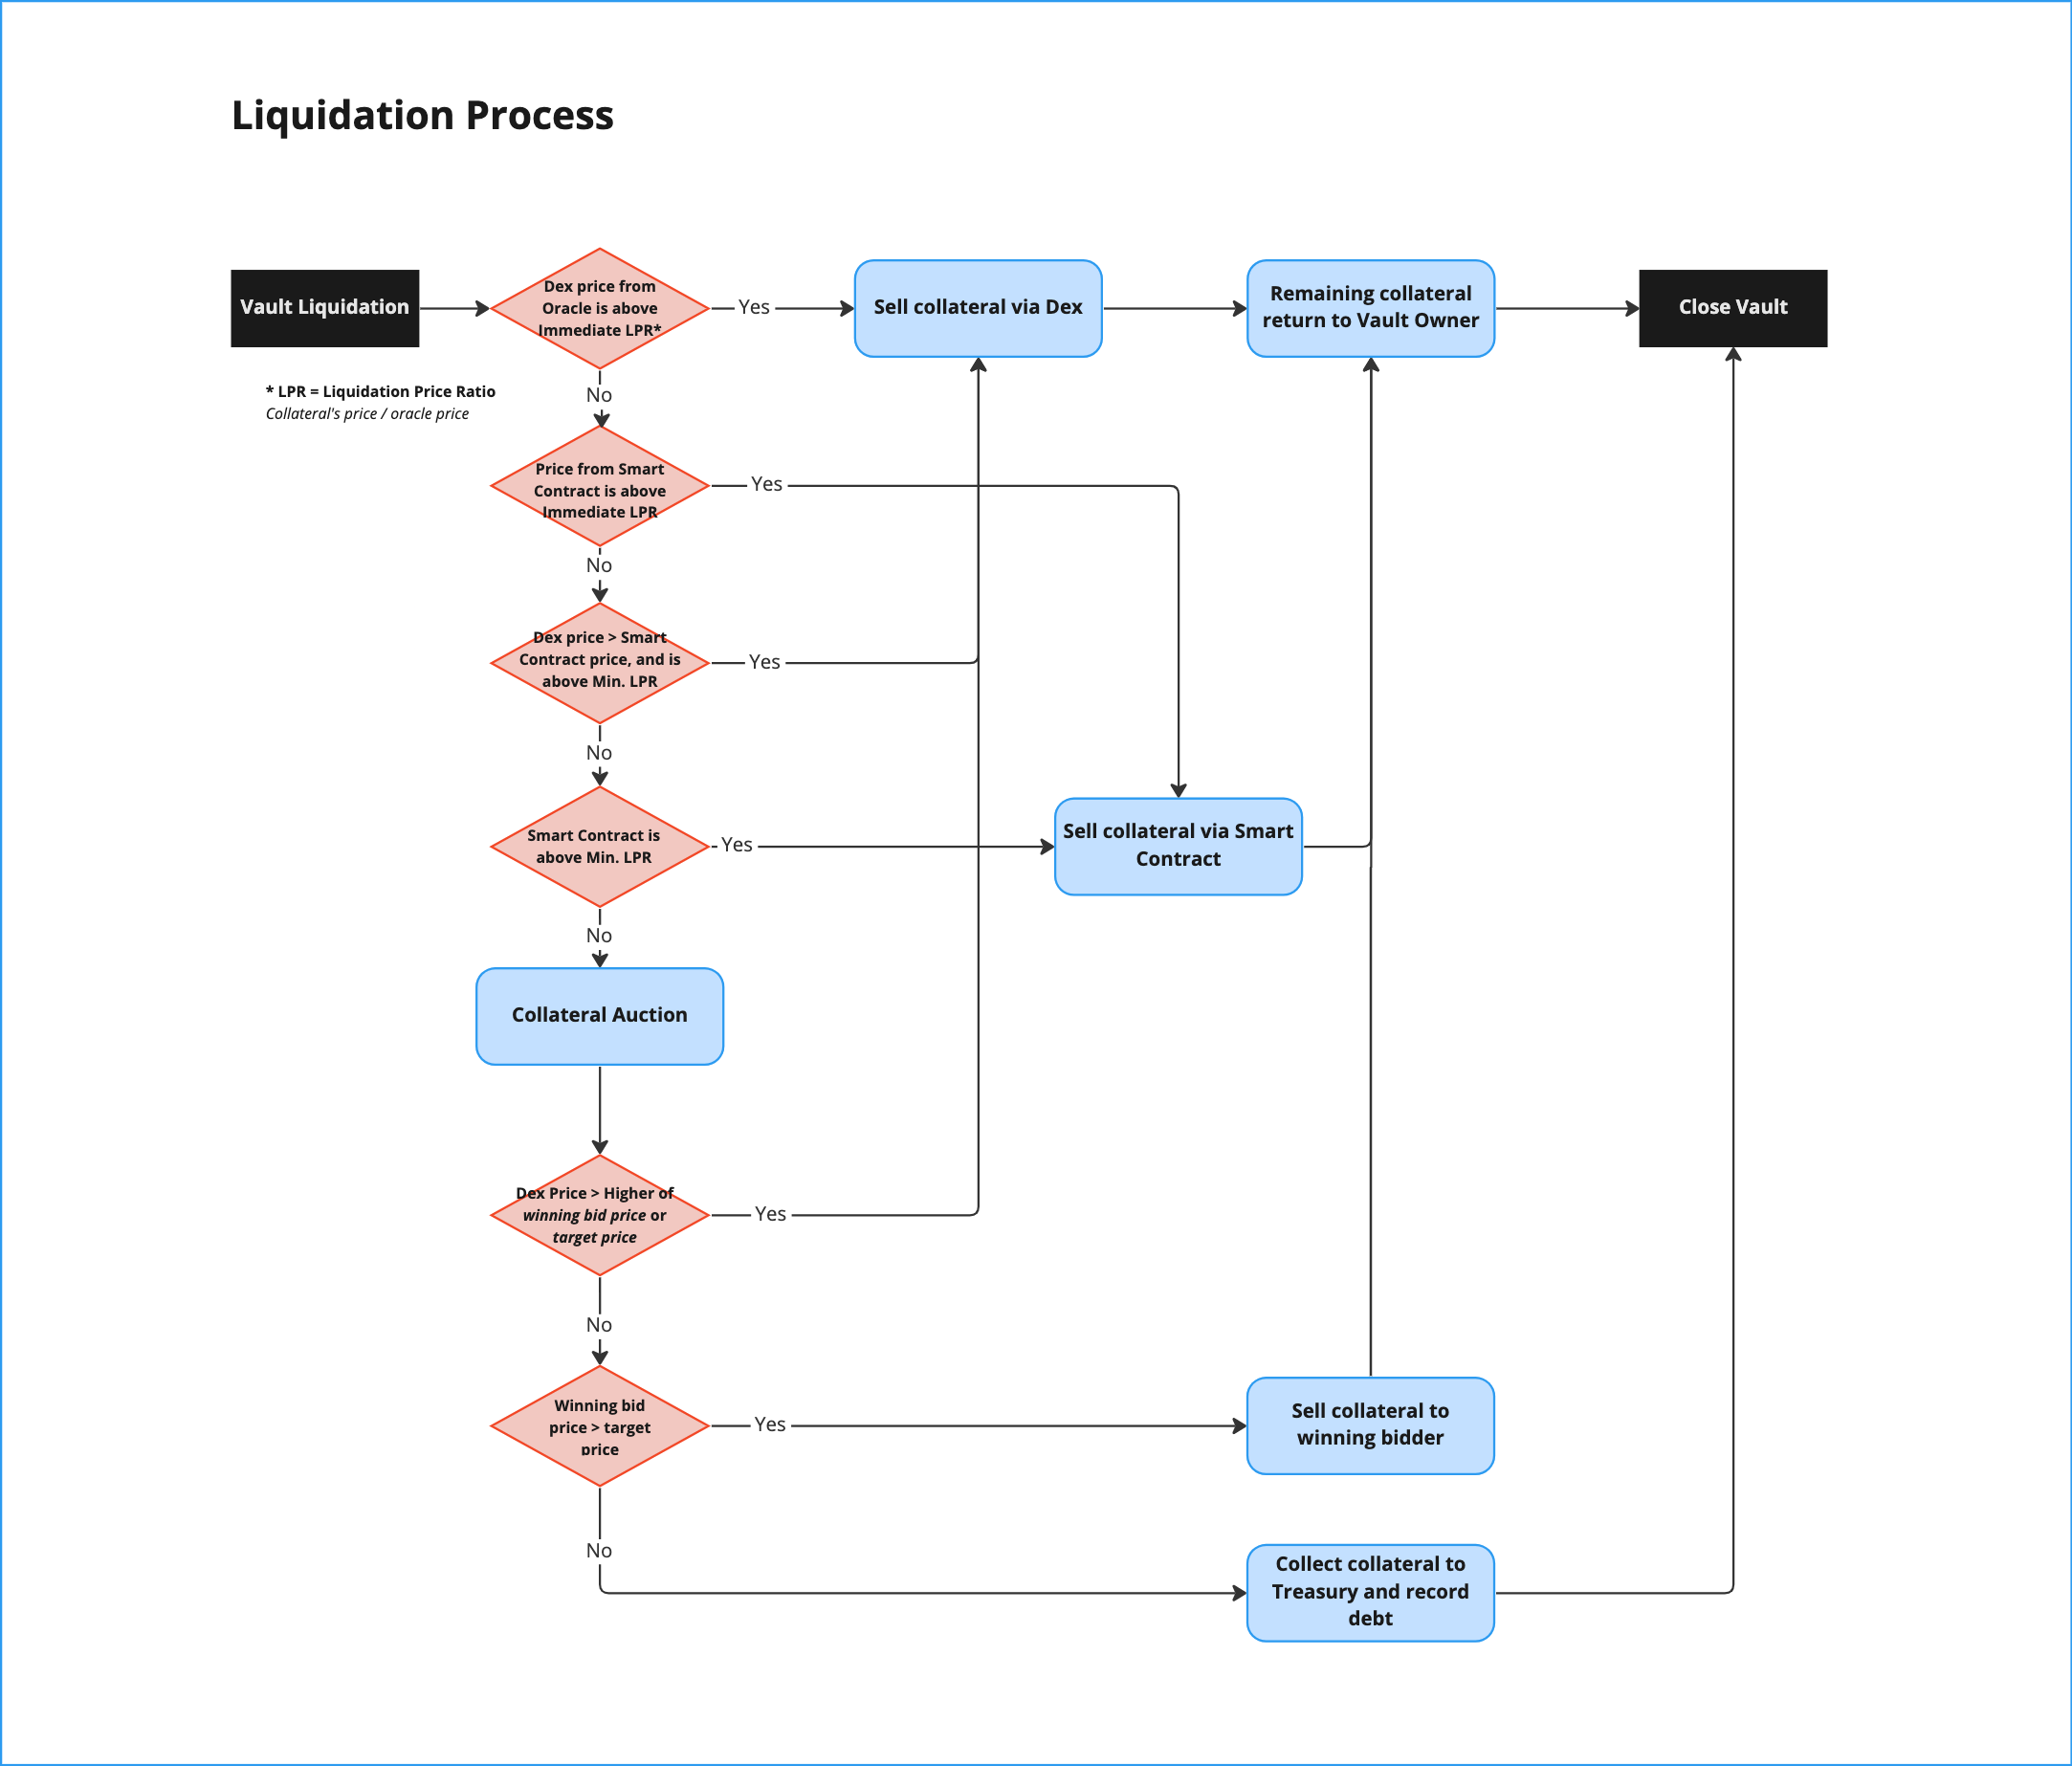 Liquidation Process
Vault Liquidation
Dex price from
Oracle is above
Immediate LPR*
Yes
Sell collateral via Dex
Remaining collateral
return to Vault Owner
Close Vault
* LPR = Liquidation Price Ratio
Collateral's price / oracle price
No
Price from Smart
Contract is above
Immediate LPR
Yes
No
Dex price > Smart
Contract price, and is
above Min. LPR
Yes
No
Smart Contract is
above Min. LPR
Yes
Sell collateral via Smart
Contract
No
Collateral Auction
Dex Price > Higher of
winning bid price or
target price
Yes
No
Winning bid
price > target
price
Yes
Sell collateral to
winning bidder
No
Collect collateral to
Treasury and record
debt